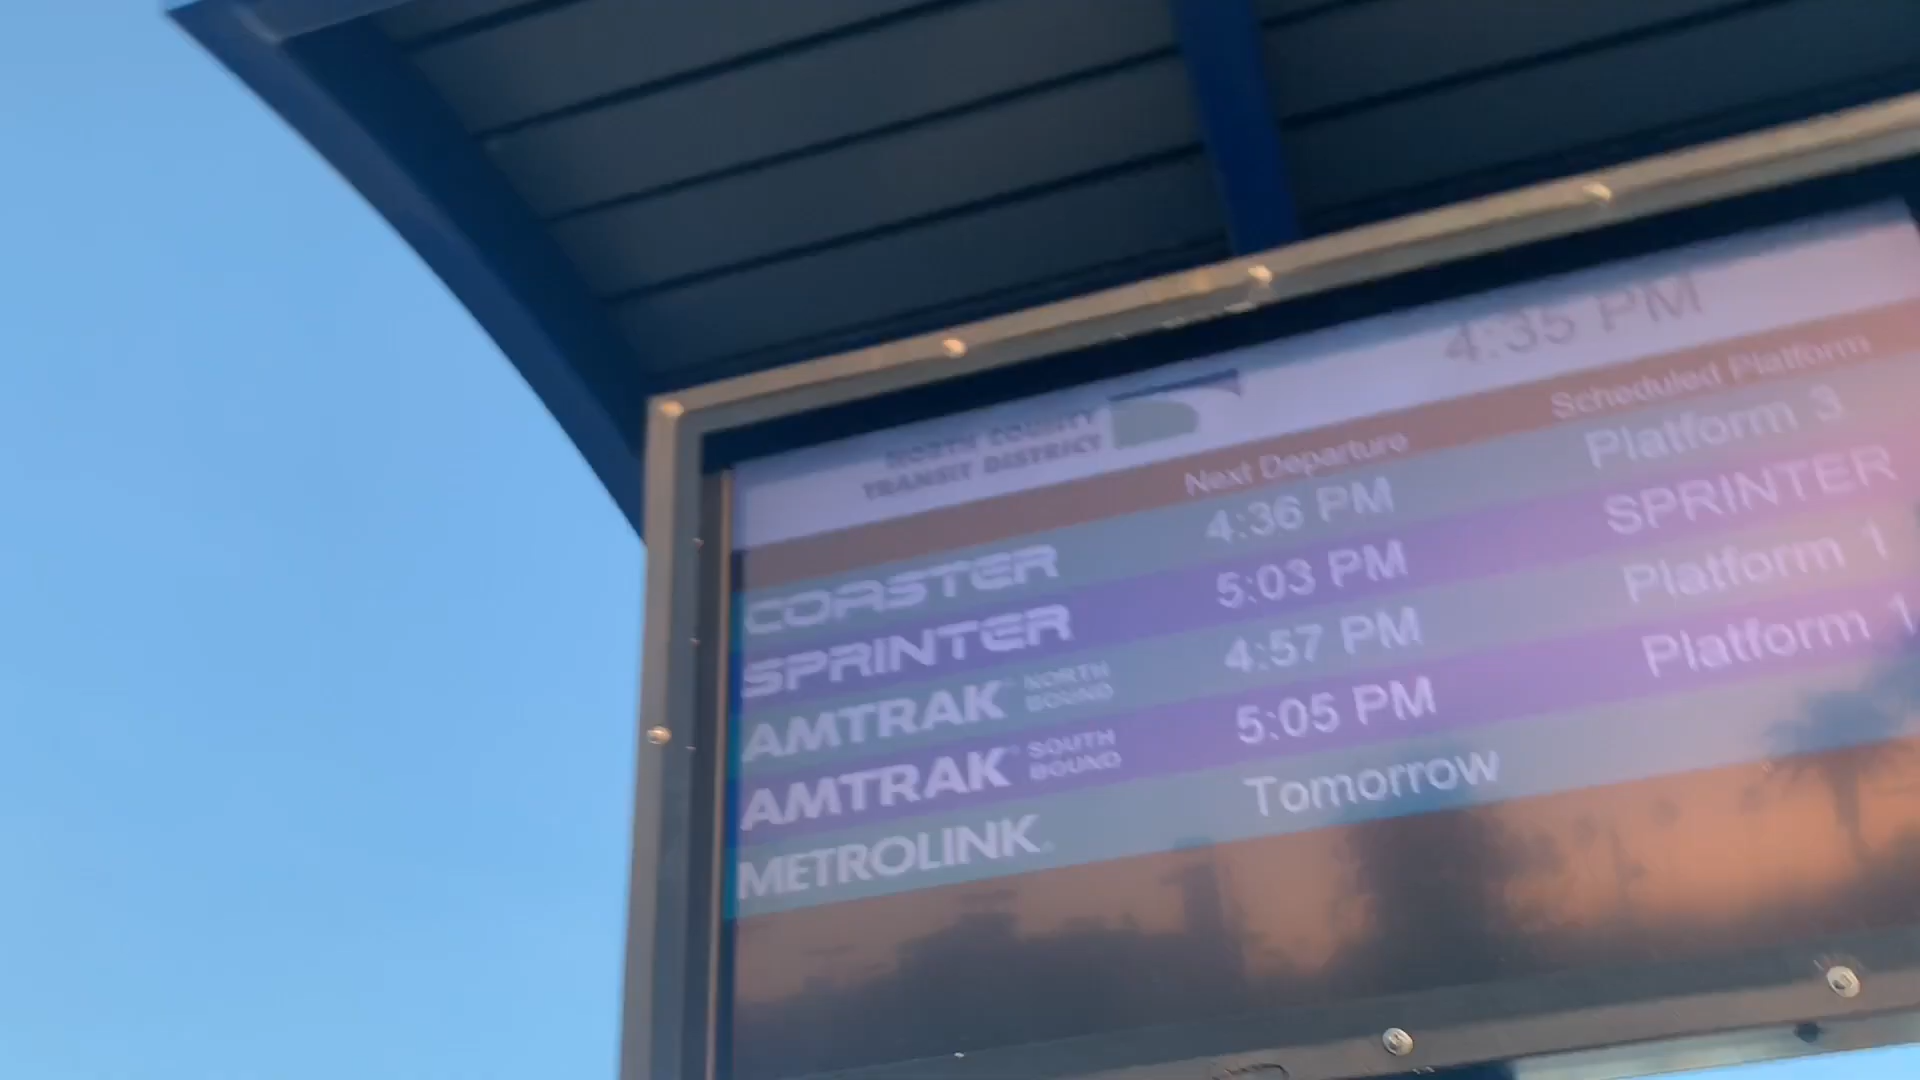 4:35 PM
NORTH COUNTY
TRANSIT DISTRICT
Next Departure Scheduled Platform
COASTER 4:36 PM Platform 3
SPRINTER 5:03 PM SPRINTER
AMTRAK NORTH BOUND 4:57 PM Platform 1
AMTRAK SOUTH BOUND 5:05 PM Platform 1
METROLINK Tomorrow